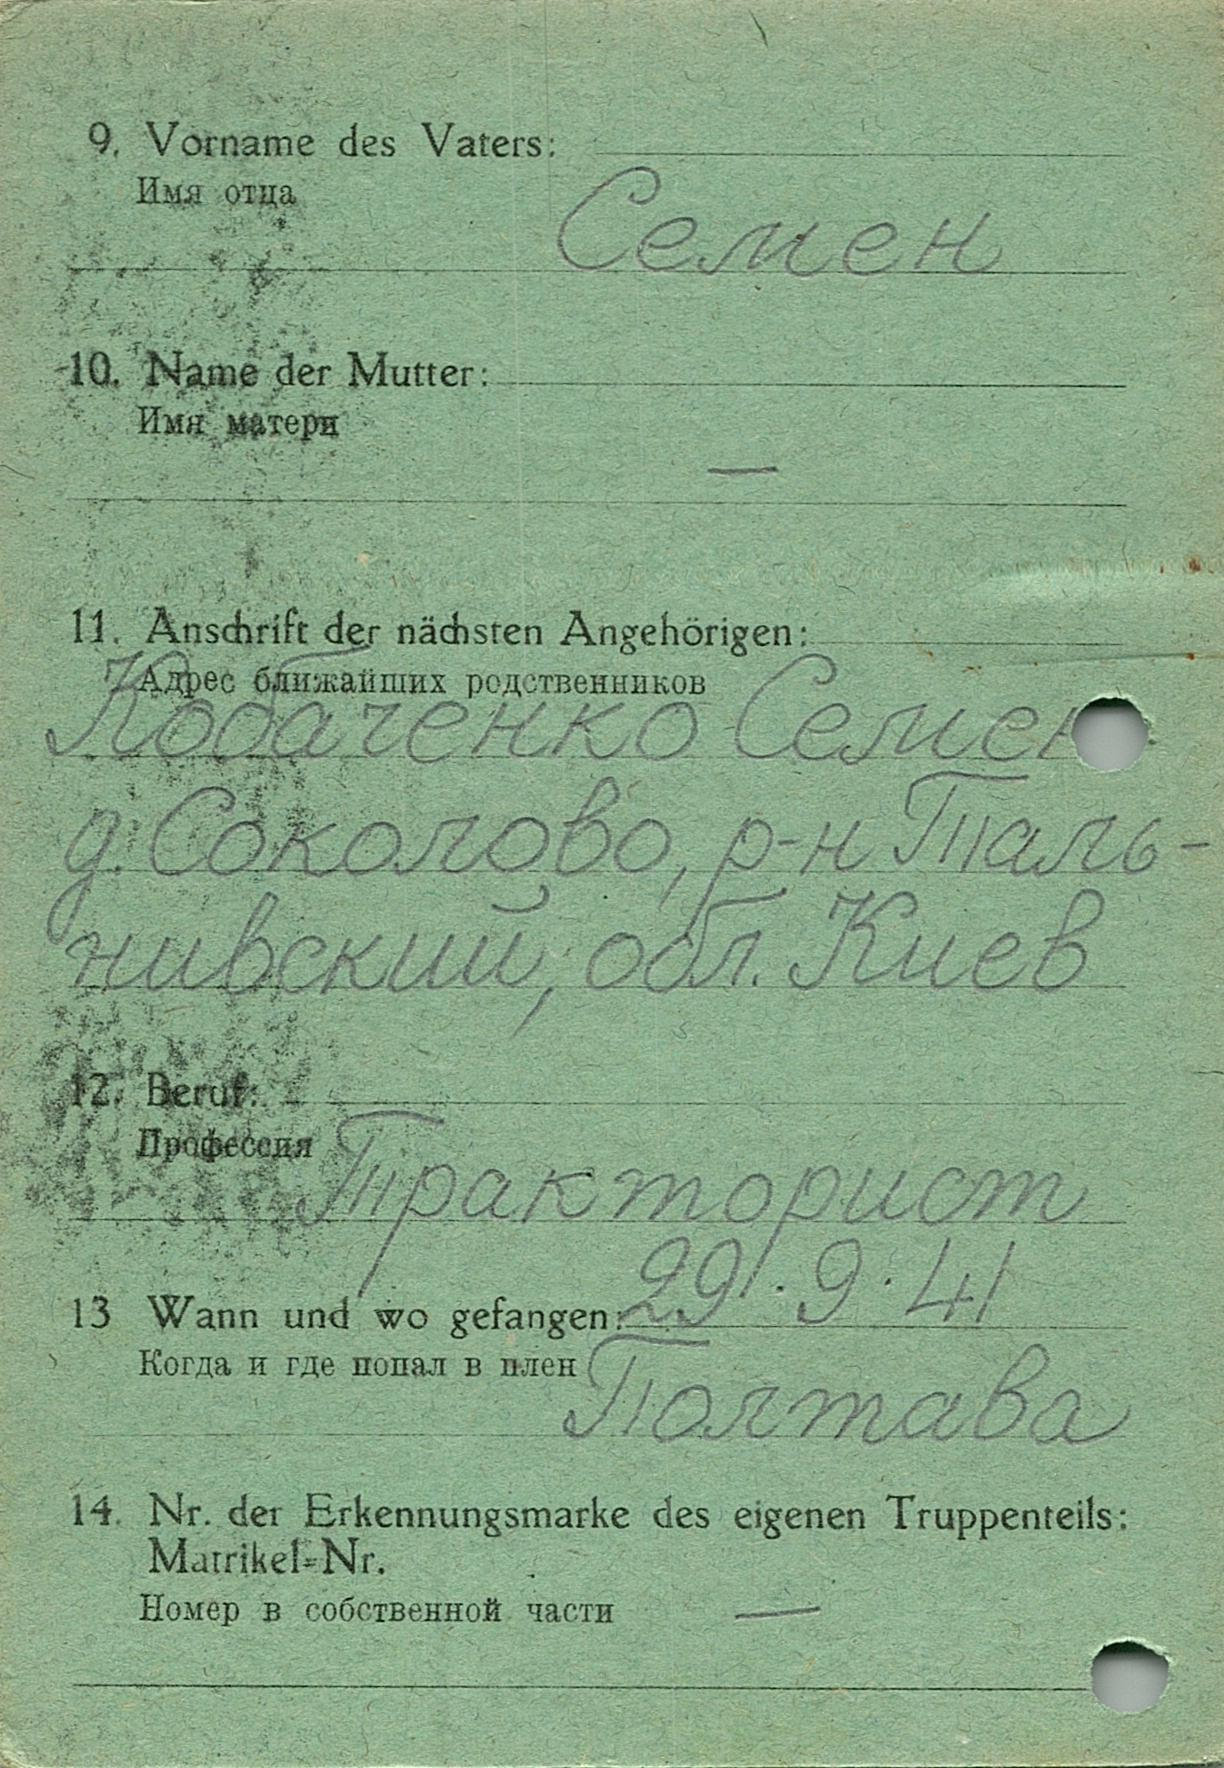 9. Vorname des Vaters:
Имя отца
Семен
10. Name der Mutter:
Имя матери
—
11. Anschrift der nächsten Angehörigen:
Адрес ближайших родственников
Кобаченко Семен
д. Соколово, р-н Таль-
нивский, обл. Киев
12. Beruf:
Профессия
Тракторист
13 Wann und wo gefangen: 29.9.41
Когда и где попал в плен
Полтава
14. Nr. der Erkennungsmarke des eigenen Truppenteils:
Matrikel-Nr.
Номер в собственной части —